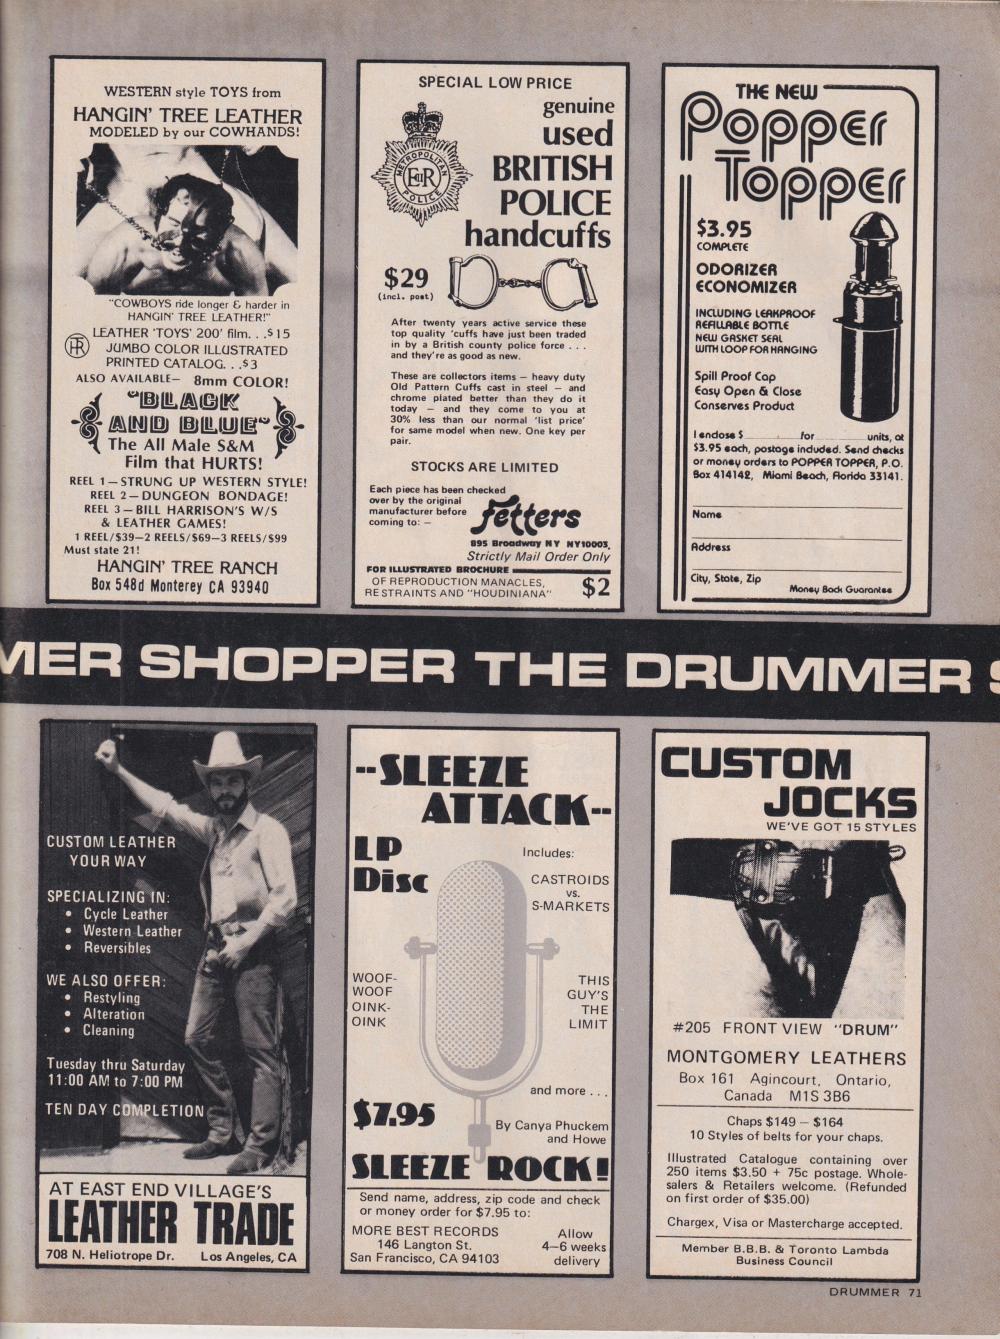 WESTERN style TOYS from
HANGIN' TREE LEATHER
MODELED by our COWHANDS!
"COWBOYS ride longer & harder in
HANGIN' TREE LEATHER!"
LEATHER 'TOYS' 200' film. . .$15
HR
JUMBO COLOR ILLUSTRATED
PRINTED CATALOG. . .$3
ALSO AVAILABLE— 8mm COLOR!
"BLACK
AND BLUE"
The All Male S&M
Film that HURTS!
REEL 1—STRUNG UP WESTERN STYLE!
REEL 2—DUNGEON BONDAGE!
REEL 3—BILL HARRISON'S W/S
& LEATHER GAMES!
1 REEL/$39—2 REELS/$69—3 REELS/$99
Must state 21!
HANGIN' TREE RANCH
Box 548d Monterey CA 93940
SPECIAL LOW PRICE
METROPOLITAN
EIIR
POLICE
genuine
used
BRITISH
POLICE
handcuffs
$29
(incl. post)
After twenty years active service these
top quality 'cuffs have just been traded
in by a British county police force . . .
and they're as good as new.
These are collectors items — heavy duty
Old Pattern Cuffs cast in steel — and
chrome plated better than they do it
today — and they come to you at
30% less than our normal 'list price'
for same model when new. One key per
pair.
STOCKS ARE LIMITED
Each piece has been checked
over by the original
manufacturer before
coming to: —
Fetters
895 Broadway NY NY10003.
Strictly Mail Order Only
FOR ILLUSTRATED BROCHURE
OF REPRODUCTION MANACLES,
RESTRAINTS AND "HOUDINIANA"
$2
THE NEW
Popper
Topper
$3.95
COMPLETE
ODORIZER
ECONOMIZER
INCLUDING LEAKPROOF
REFILLABLE BOTTLE
NEW GASKET SEAL
WITH LOOP FOR HANGING
Spill Proof Cap
Easy Open & Close
Conserves Product
I enclose $ for units, at
$3.95 each, postage included. Send checks
or money orders to POPPER TOPPER, P.O.
Box 414142, Miami Beach, Florida 33141.
Name
Address
City, State, Zip
Money Back Guarantee
MER SHOPPER THE DRUMMER S
CUSTOM LEATHER
YOUR WAY
SPECIALIZING IN:
• Cycle Leather
• Western Leather
• Reversibles
WE ALSO OFFER:
• Restyling
• Alteration
• Cleaning
Tuesday thru Saturday
11:00 AM to 7:00 PM
TEN DAY COMPLETION
AT EAST END VILLAGE'S
LEATHER TRADE
708 N. Heliotrope Dr. Los Angeles, CA
--SLEEZE
ATTACK--
LP
Disc
Includes:
CASTROIDS
vs.
S-MARKETS
WOOF-
WOOF
OINK-
OINK
THIS
GUY'S
THE
LIMIT
and more . . .
$7.95
By Canya Phuckem
and Howe
SLEEZE ROCK!
Send name, address, zip code and check
or money order for $7.95 to:
MORE BEST RECORDS
146 Langton St.
San Francisco, CA 94103
Allow
4—6 weeks
delivery
CUSTOM
JOCKS
WE'VE GOT 15 STYLES
#205 FRONT VIEW "DRUM"
MONTGOMERY LEATHERS
Box 161 Agincourt, Ontario,
Canada M1S 3B6
Chaps $149 — $164
10 Styles of belts for your chaps.
Illustrated Catalogue containing over
250 items $3.50 + 75c postage. Whole-
salers & Retailers welcome. (Refunded
on first order of $35.00)
Chargex, Visa or Mastercharge accepted.
Member B.B.B. & Toronto Lambda
Business Council
DRUMMER 71